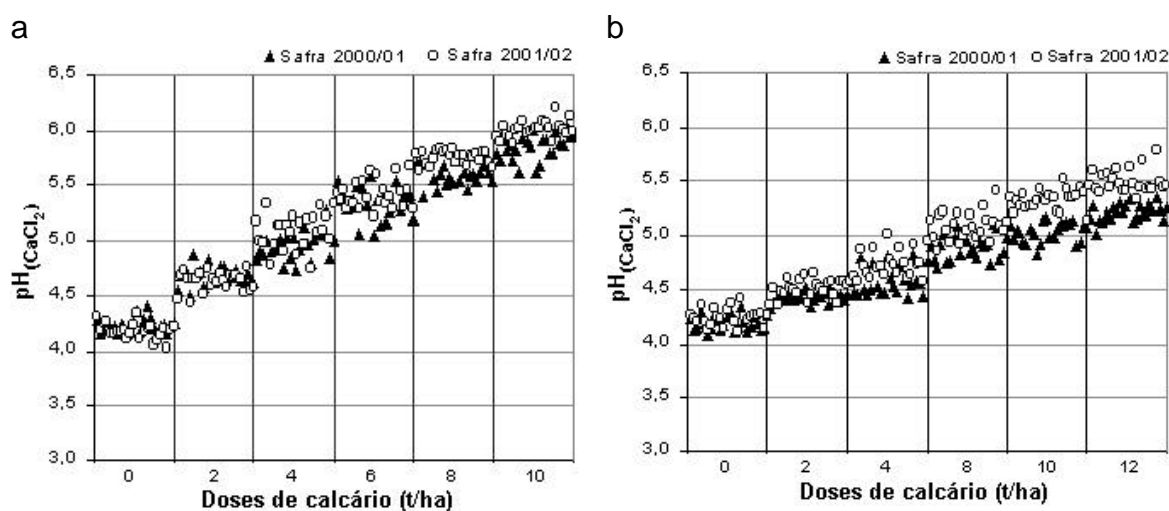 a
▲ Safra 2000/01 ○ Safra 2001/02
6,5
6,0
5,5
5,0
4,5
4,0
3,5
3,0
pH(CaCl2)
0 2 4 6 8 10
Doses de calcário (t/ha)
b
▲ Safra 2000/01 ○ Safra 2001/02
6,5
6,0
5,5
5,0
4,5
4,0
3,5
3,0
pH(CaCl2)
0 2 4 8 10 12
Doses de calcário (t/ha)